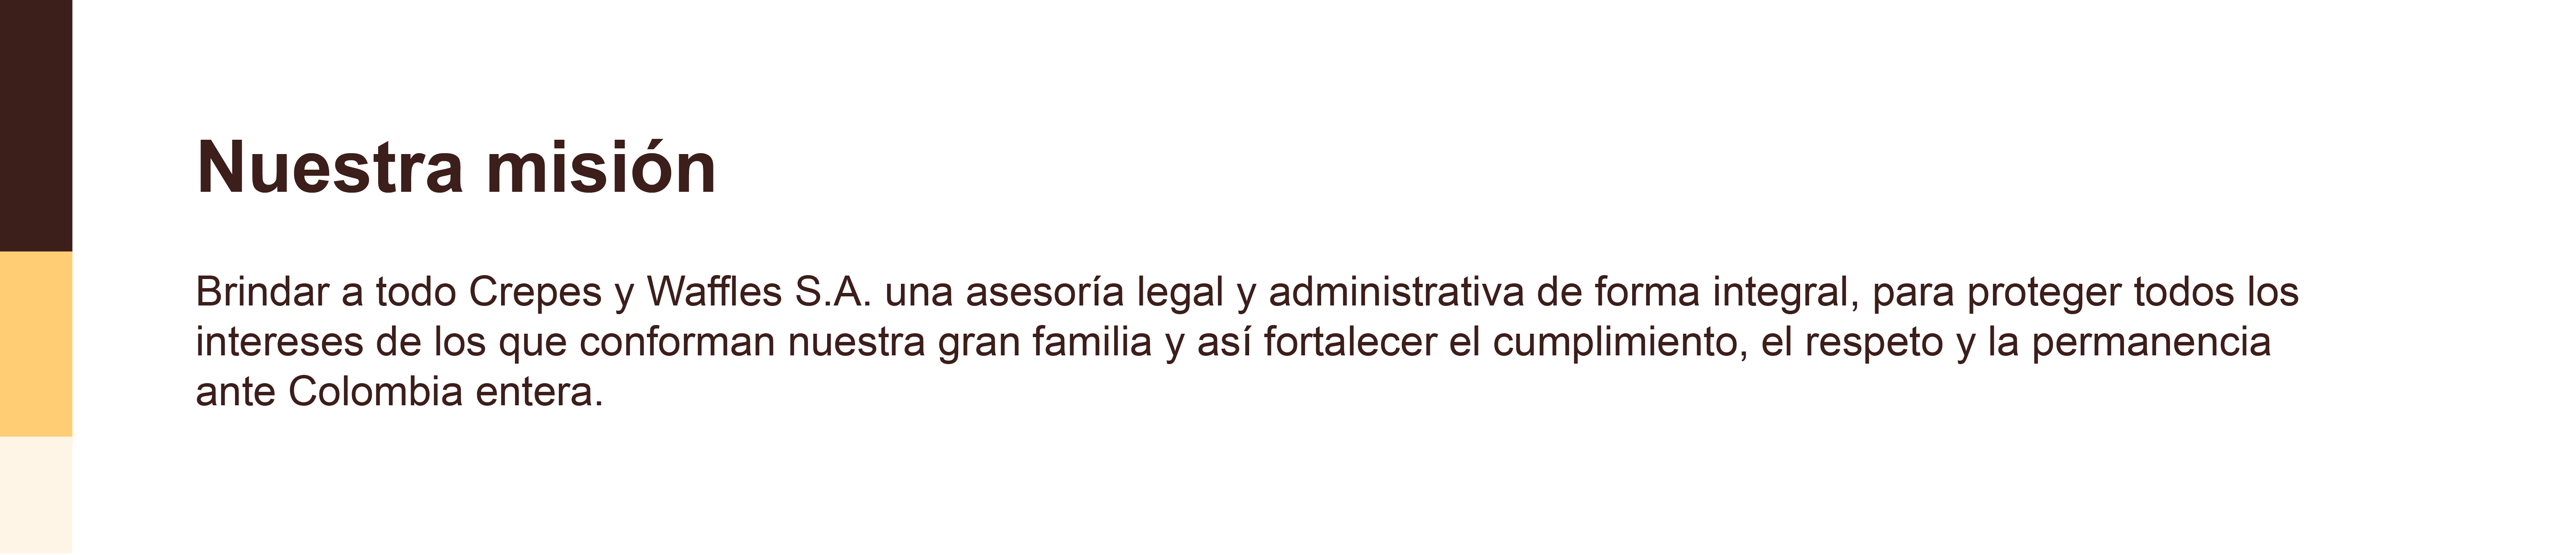 Nuestra misión
Brindar a todo Crepes y Waffles S.A. una asesoría legal y administrativa de forma integral, para proteger todos los
intereses de los que conforman nuestra gran familia y así fortalecer el cumplimiento, el respeto y la permanencia
ante Colombia entera.